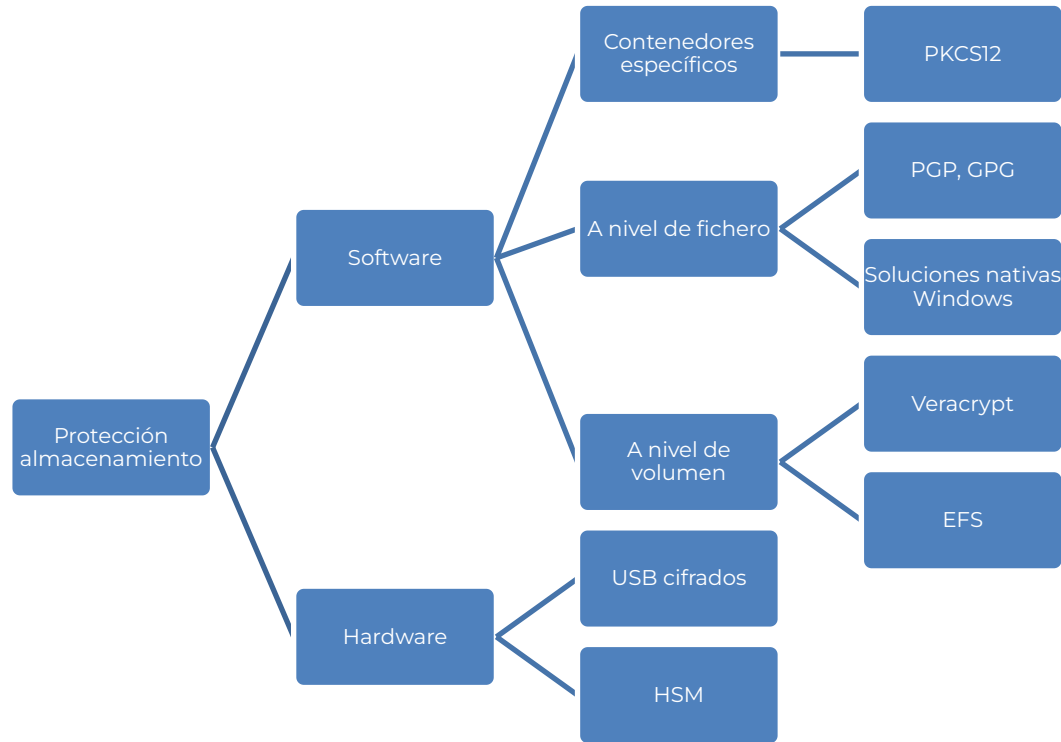 Protección
almacenamiento
Software
Contenedores
específicos
PKCS12
A nivel de fichero
PGP, GPG
Soluciones nativas
Windows
A nivel de
volumen
Veracrypt
EFS
Hardware
USB cifrados
HSM